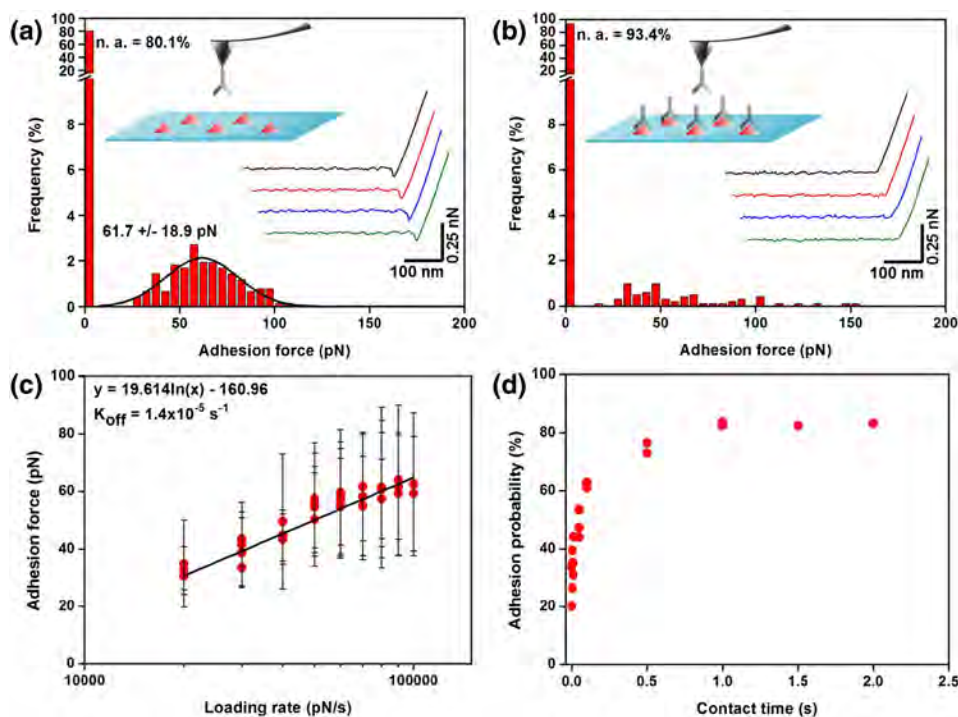 (a)
n. a. = 80.1%
61.7 +/- 18.9 pN
100 nm
0.25 nN
Frequency (%)
100
80
60
40
20
8
6
4
2
0
0 50 100 150 200
Adhesion force (pN)
(b)
n. a. = 93.4%
100 nm
0.25 nN
Frequency (%)
100
80
60
40
20
8
6
4
2
0
0 50 100 150 200
Adhesion force (pN)
(c)
y = 19.614ln(x) - 160.96
Koff = 1.4x10⁻⁵ s⁻¹
Adhesion force (pN)
100
80
60
40
20
0
10000 100000
Loading rate (pN/s)
(d)
Adhesion probability (%)
100
80
60
40
20
0
0.0 0.5 1.0 1.5 2.0 2.5
Contact time (s)